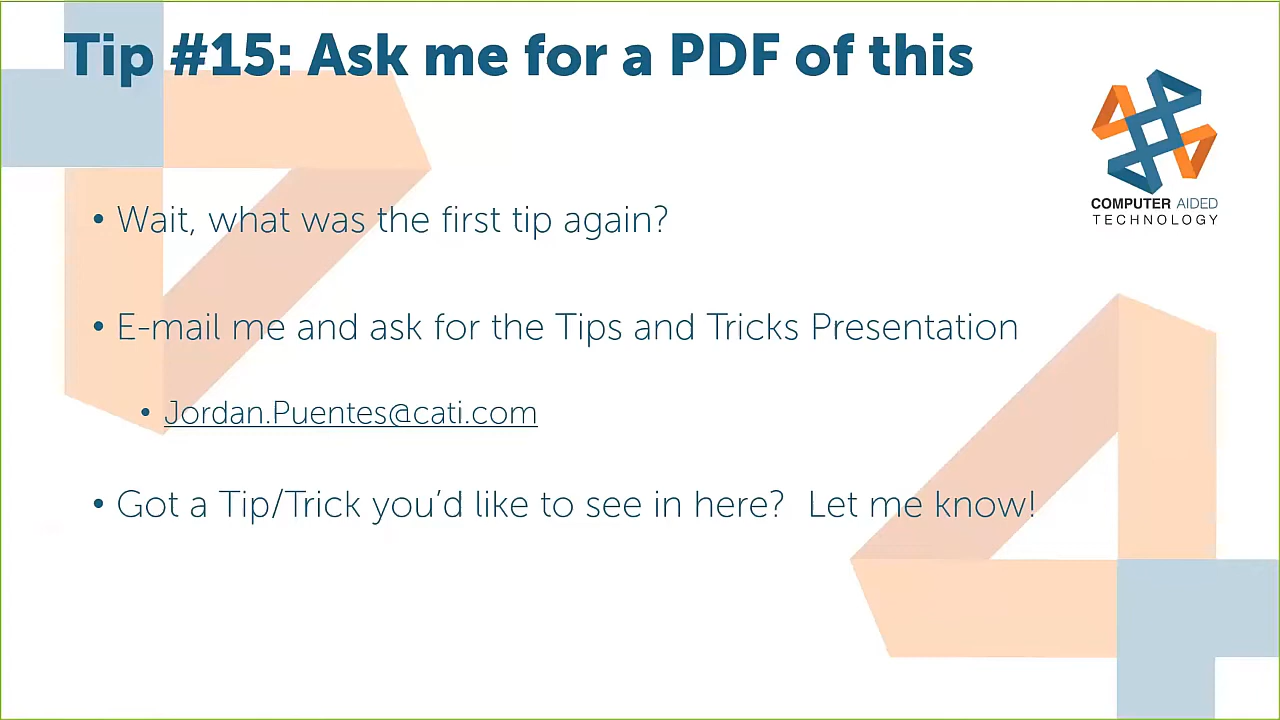 Tip #15: Ask me for a PDF of this
COMPUTER AIDED
TECHNOLOGY
• Wait, what was the first tip again?
• E-mail me and ask for the Tips and Tricks Presentation
• Jordan.Puentes@cati.com
• Got a Tip/Trick you’d like to see in here?  Let me know!